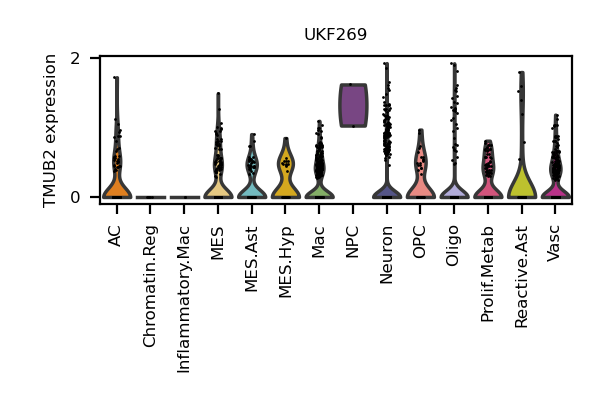 UKF269
TMUB2 expression
2
0
AC
Chromatin.Reg
Inflammatory.Mac
MES
MES.Ast
MES.Hyp
Mac
NPC
Neuron
OPC
Oligo
Prolif.Metab
Reactive.Ast
Vasc